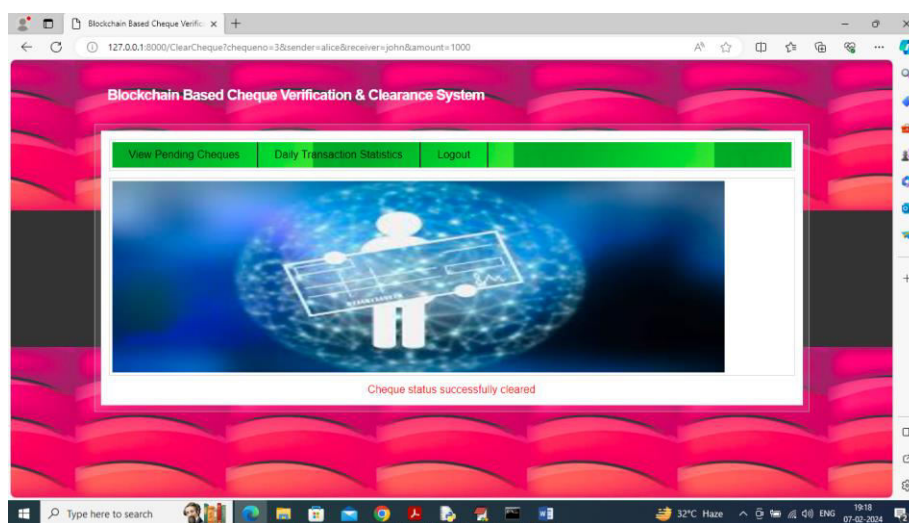 Blockchain Based Cheque Verific
127.0.0.1:8000/ClearCheque?chequeno=3&sender=alice&receiver=john&amount=1000
Blockchain Based Cheque Verification & Clearance System
View Pending Cheques Daily Transaction Statistics Logout
Cheque status successfully cleared
Type here to search
32°C Haze
ENG
19:18
07-02-2024